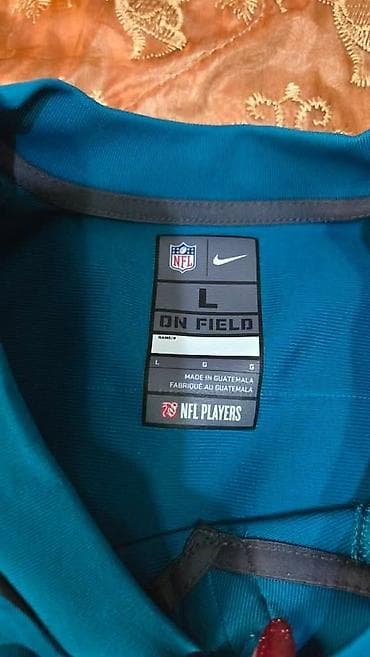 NFL
L
ON FIELD
NAME/#
L G G
MADE IN GUATEMALA
FABRIQUÉ AU GUATEMALA
NFL PLAYERS